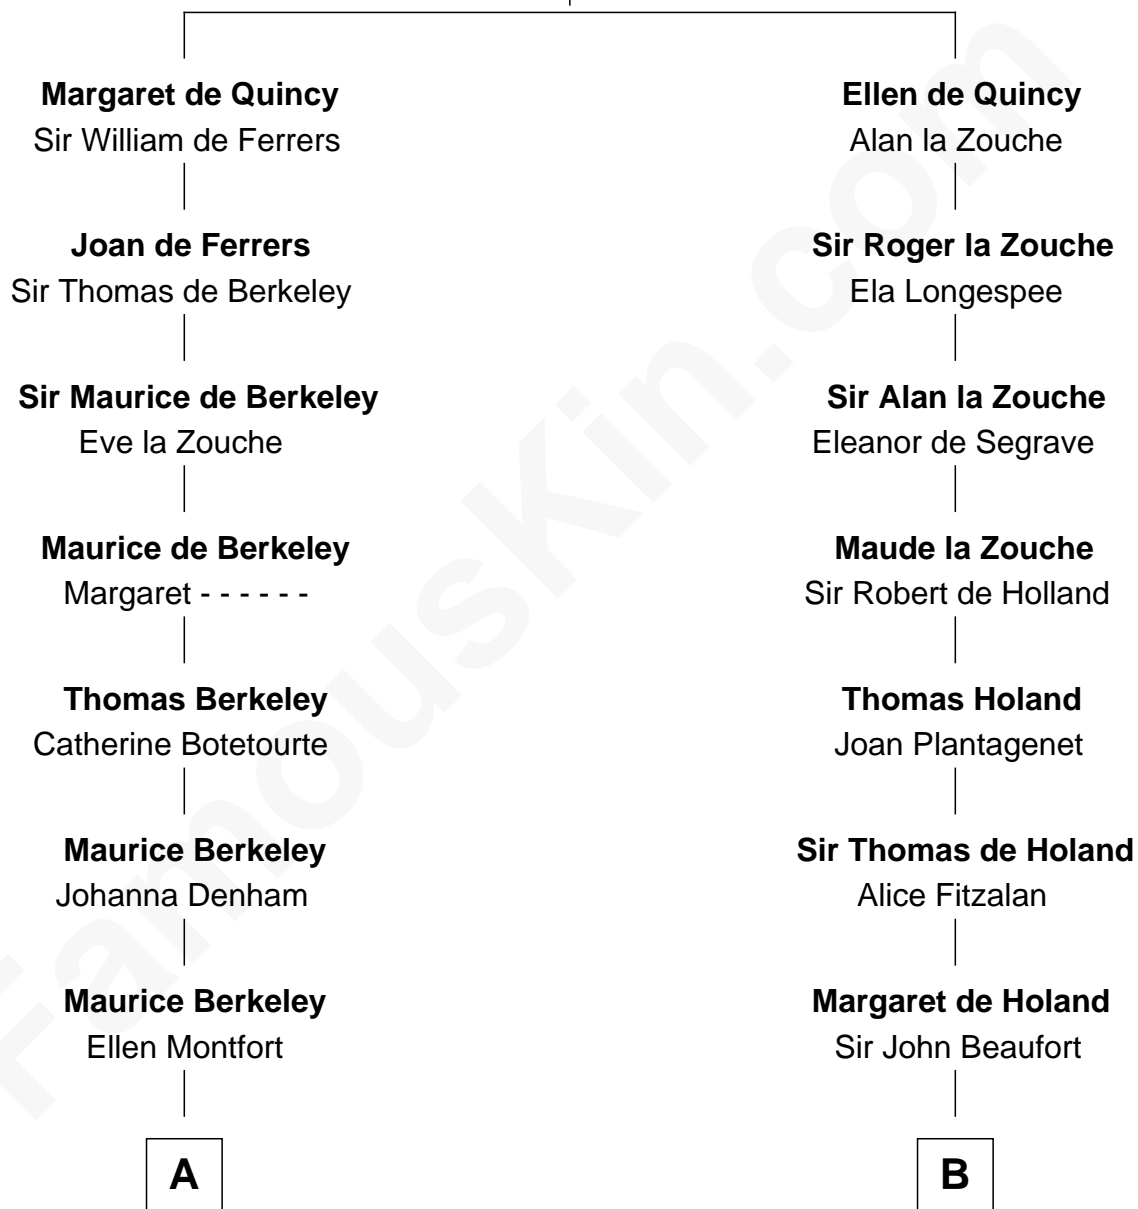 Margaret de Quincy
Sir William de Ferrers
Joan de Ferrers
Sir Thomas de Berkeley
Sir Maurice de Berkeley
Eve la Zouche
Maurice de Berkeley
Margaret - - - - - -
Thomas Berkeley
Catherine Botetourte
Maurice Berkeley
Johanna Denham
Maurice Berkeley
Ellen Montfort
A
Ellen de Quincy
Alan la Zouche
Sir Roger la Zouche
Ela Longespee
Sir Alan la Zouche
Eleanor de Segrave
Maude la Zouche
Sir Robert de Holland
Thomas Holand
Joan Plantagenet
Sir Thomas de Holand
Alice Fitzalan
Margaret de Holand
Sir John Beaufort
B
FamousKin.com